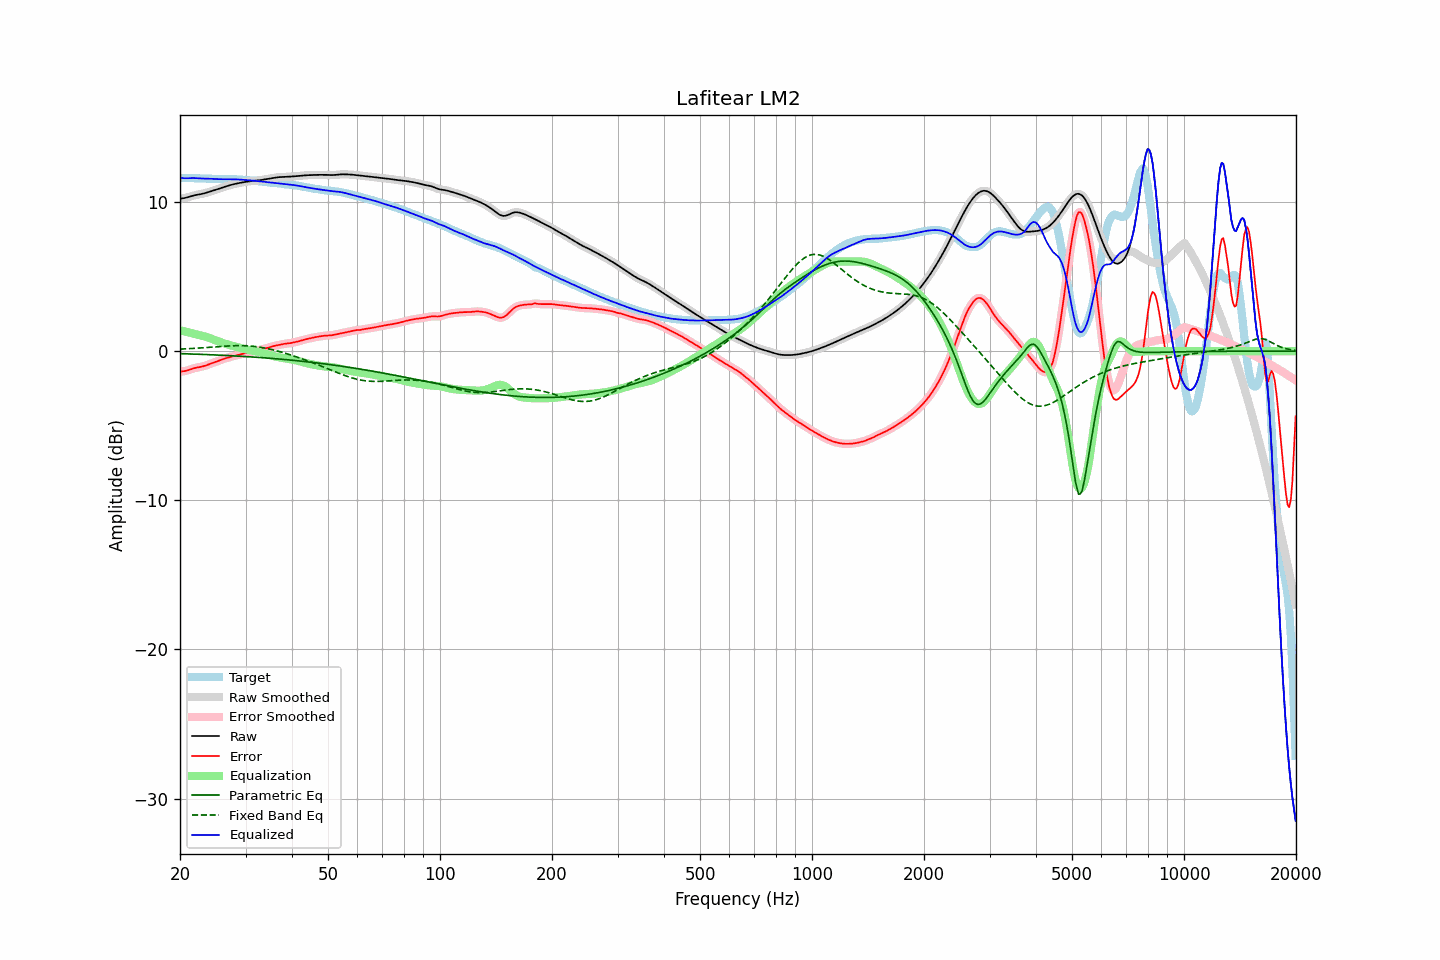 Lafitear LM2
Amplitude (dBr)
10
0
−10
−20
−30
Target
Raw Smoothed
Error Smoothed
Raw
Error
Equalization
Parametric Eq
Fixed Band Eq
Equalized
20 50 100 200 500 1000 2000 5000 10000 20000
Frequency (Hz)